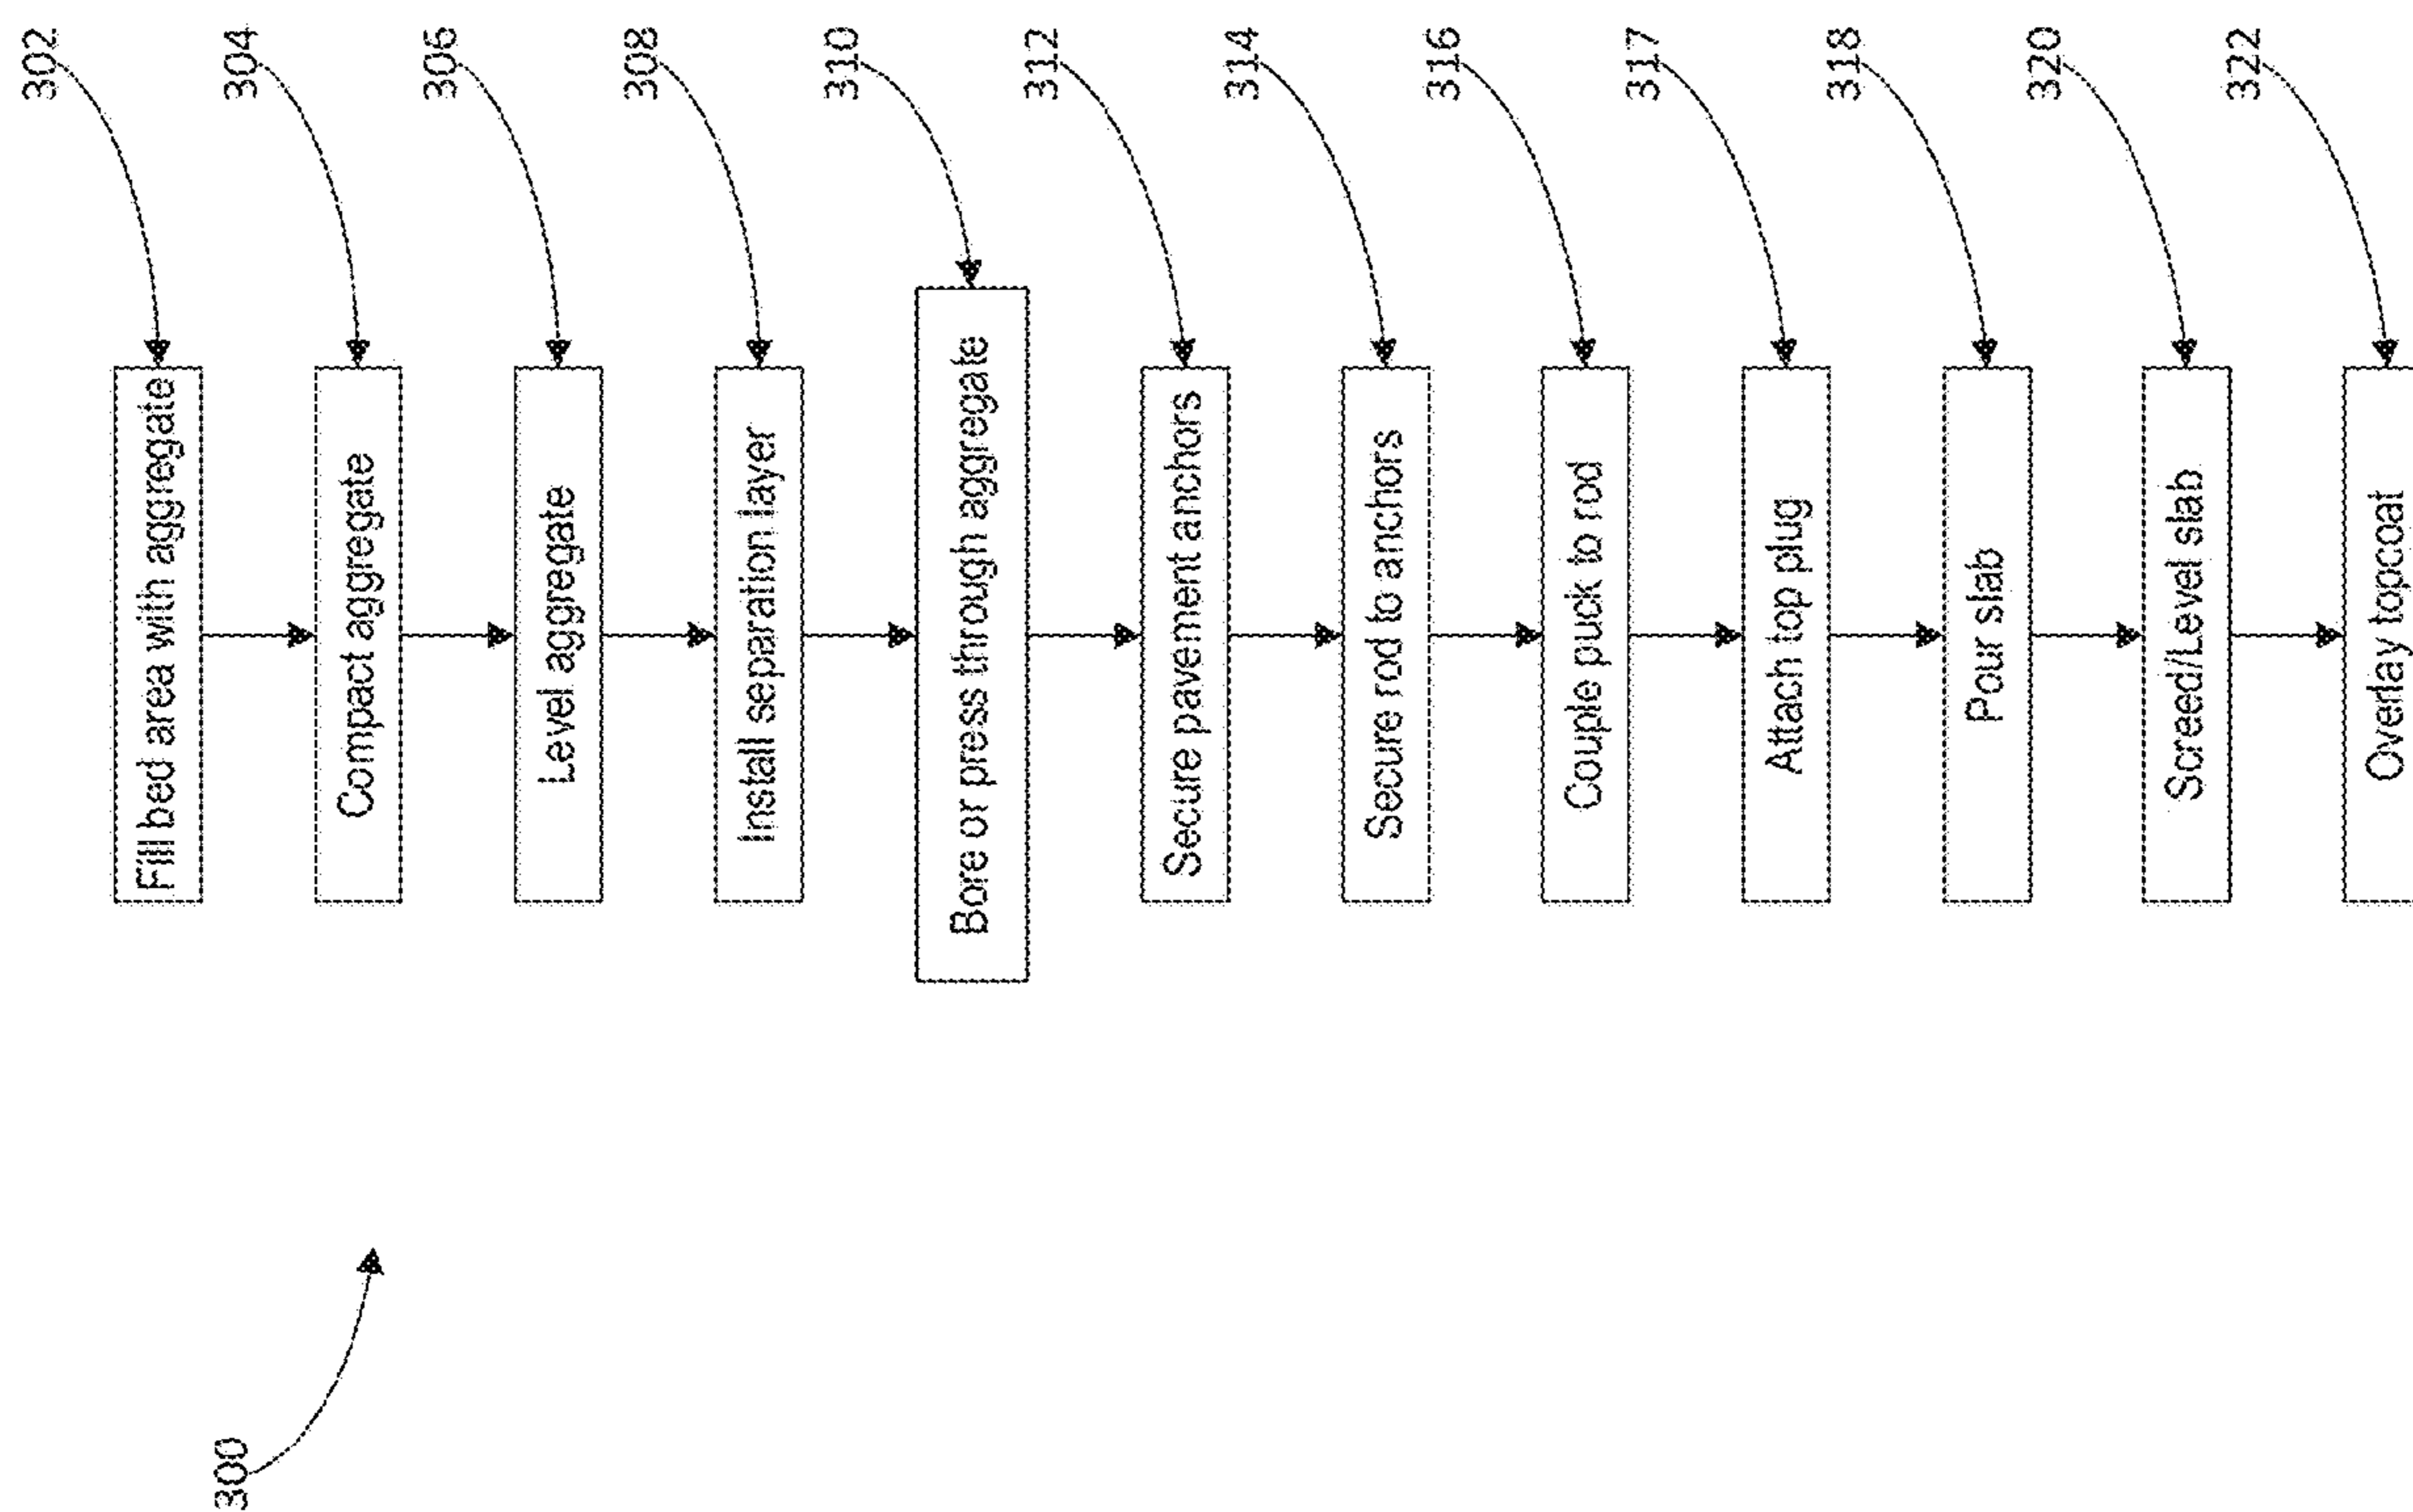 300
302
Fill bed area with aggregate
304
Compact aggregate
306
Level aggregate
308
Install separation layer
310
Bore or press through aggregate
312
Secure pavement anchors
314
Secure rod to anchors
316
Couple puck to rod
317
Attach top plug
318
Pour slab
320
Screed/Level slab
322
Overlay topcoat